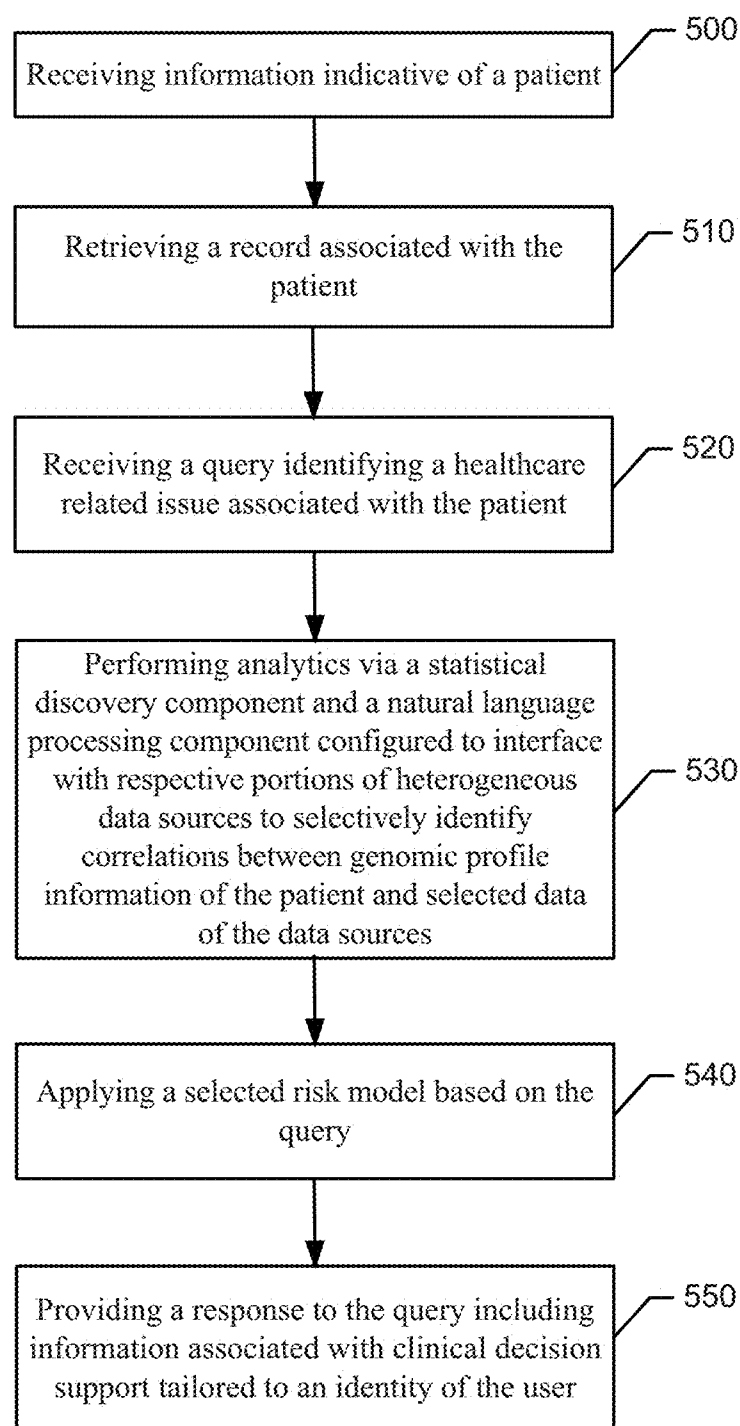 500
Receiving information indicative of a patient
510
Retrieving a record associated with the
patient
520
Receiving a query identifying a healthcare
related issue associated with the patient
530
Performing analytics via a statistical
discovery component and a natural language
processing component configured to interface
with respective portions of heterogeneous
data sources to selectively identify
correlations between genomic profile
information of the patient and selected data
of the data sources
540
Applying a selected risk model based on the
query
550
Providing a response to the query including
information associated with clinical decision
support tailored to an identity of the user